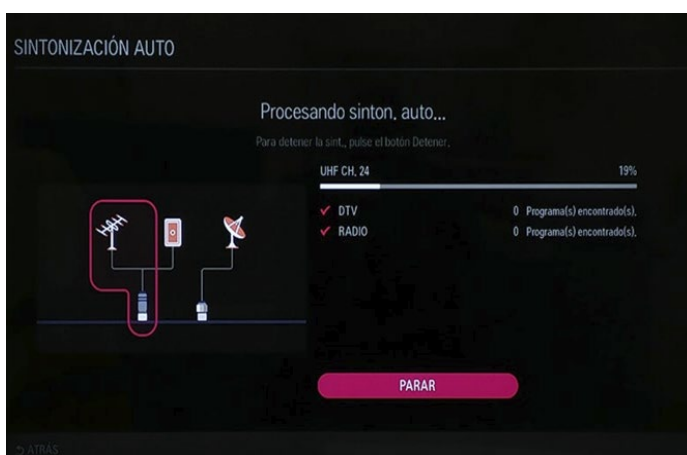 SINTONIZACIÓN AUTO
Procesando sinton. auto...
Para detener la sint., pulse el botón Detener.
UHF CH. 24 19%
DTV 0 Programa(s) encontrado(s).
RADIO 0 Programa(s) encontrado(s).
PARAR
ATRÁS